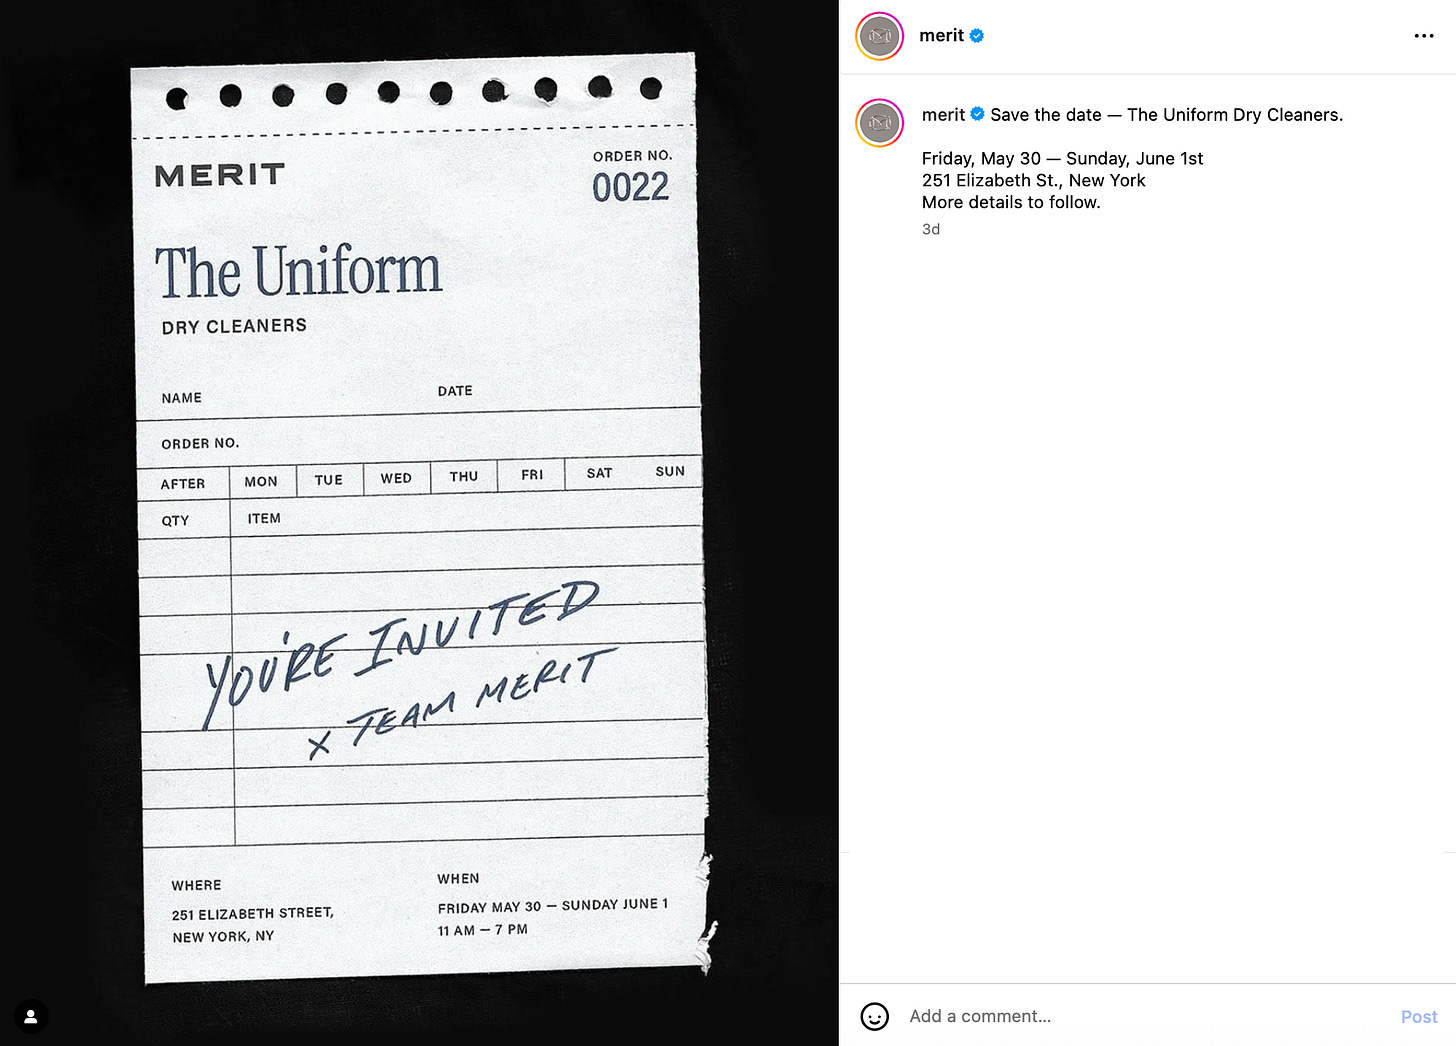 MERIT
ORDER NO.
0022
The Uniform
DRY CLEANERS
NAME
DATE
ORDER NO.
AFTER MON TUE WED THU FRI SAT SUN
QTY ITEM
YOU'RE INVITED
x TEAM MERIT
WHERE
251 ELIZABETH STREET,
NEW YORK, NY
WHEN
FRIDAY MAY 30 — SUNDAY JUNE 1
11 AM — 7 PM
merit
merit Save the date — The Uniform Dry Cleaners.
Friday, May 30 — Sunday, June 1st
251 Elizabeth St., New York
More details to follow.
3d
Add a comment...
Post